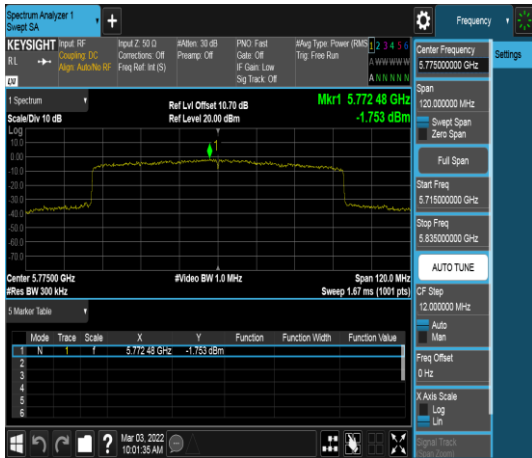 Spectrum Analyzer 1
Swept SA
Frequency
KEYSIGHT
RL
LXI
Input: RF
Coupling: DC
Align: Auto/No RF
Input Z: 50 Ω
Corrections: Off
Freq Ref: Int (S)
#Atten: 30 dB
Preamp: Off
PNO: Fast
Gate: Off
IF Gain: Low
Sig Track: Off
#Avg Type: Power (RMS
Trig: Free Run
1 2 3 4 5 6
A W W W W W
A N N N N N
Center Frequency
5.775000000 GHz
Settings
Span
120.000000 MHz
Swept Span
Zero Span
Full Span
Start Freq
5.715000000 GHz
Stop Freq
5.835000000 GHz
AUTO TUNE
CF Step
12.000000 MHz
Auto
Man
Freq Offset
0 Hz
X Axis Scale
Log
Lin
Signal Track
(Span Zoom)
1 Spectrum
Scale/Div 10 dB
Ref Lvl Offset 10.70 dB
Ref Level 20.00 dBm
Mkr1 5.772 48 GHz
-1.753 dBm
Log
10.0
0.00
-10.0
-20.0
-30.0
-40.0
-50.0
-60.0
-70.0
1
Center 5.77500 GHz
#Res BW 300 kHz
#Video BW 1.0 MHz
Span 120.0 MHz
Sweep 1.67 ms (1001 pts)
5 Marker Table
Mode Trace Scale X Y Function Function Width Function Value
1 N 1 f 5.772 48 GHz -1.753 dBm
2
3
4
5
6
?
Mar 03, 2022
10:01:35 AM